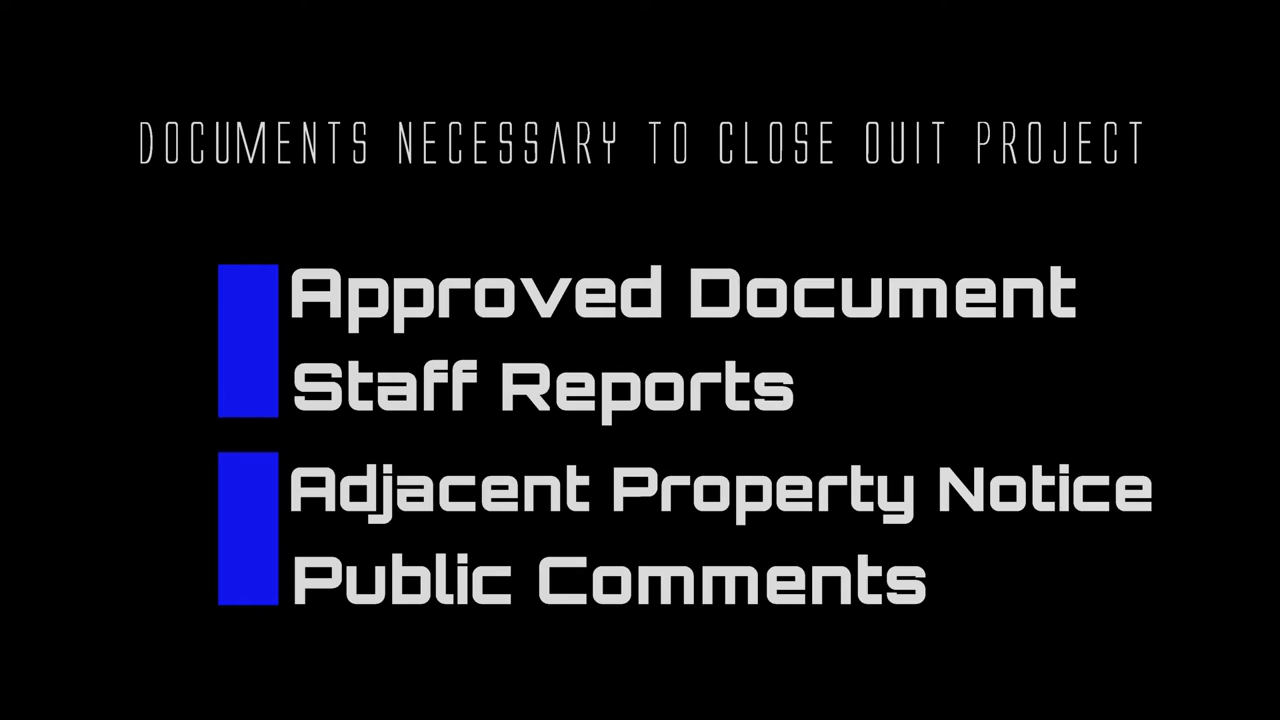 DOCUMENTS NECESSARY TO CLOSE OUIT PROJECT
Approved Document
Staff Reports
Adjacent Property Notice
Public Comments